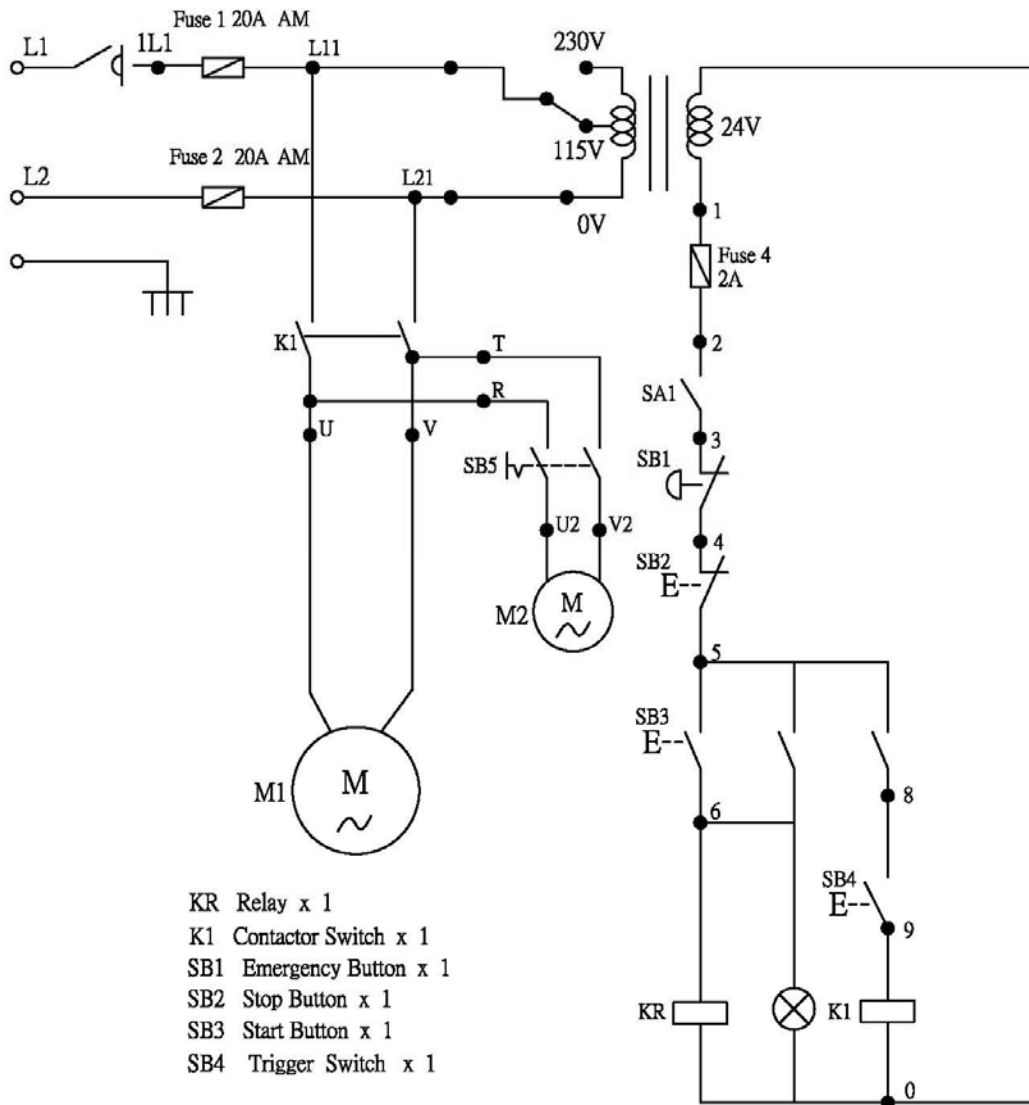 Fuse 1 20A AM
L1
1L1
L11
230V
24V
115V
Fuse 2 20A AM
L2
L21
0V
1
Fuse 4
2A
K1
2
T
SA1
R
3
U
V
SB1
SB5
U2
V2
4
SB2
E
M2
M
5
SB3
E
M1
M
6
8
SB4
E
9
KR Relay x 1
K1 Contactor Switch x 1
SB1 Emergency Button x 1
SB2 Stop Button x 1
SB3 Start Button x 1
SB4 Trigger Switch x 1
KR
K1
0